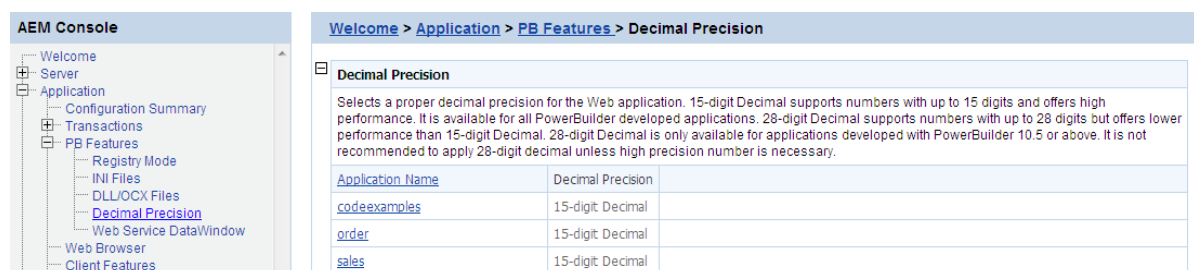 AEM Console
Welcome
Server
Application
Configuration Summary
Transactions
PB Features
Registry Mode
INI Files
DLL/OCX Files
Decimal Precision
Web Service DataWindow
Web Browser
Client Features
Welcome > Application > PB Features > Decimal Precision
Decimal Precision
Selects a proper decimal precision for the Web application. 15-digit Decimal supports numbers with up to 15 digits and offers high
performance. It is available for all PowerBuilder developed applications. 28-digit Decimal supports numbers with up to 28 digits but offers lower
performance than 15-digit Decimal. 28-digit Decimal is only available for applications developed with PowerBuilder 10.5 or above. It is not
recommended to apply 28-digit decimal unless high precision number is necessary.
Application Name Decimal Precision
codeexamples 15-digit Decimal
order 15-digit Decimal
sales 15-digit Decimal